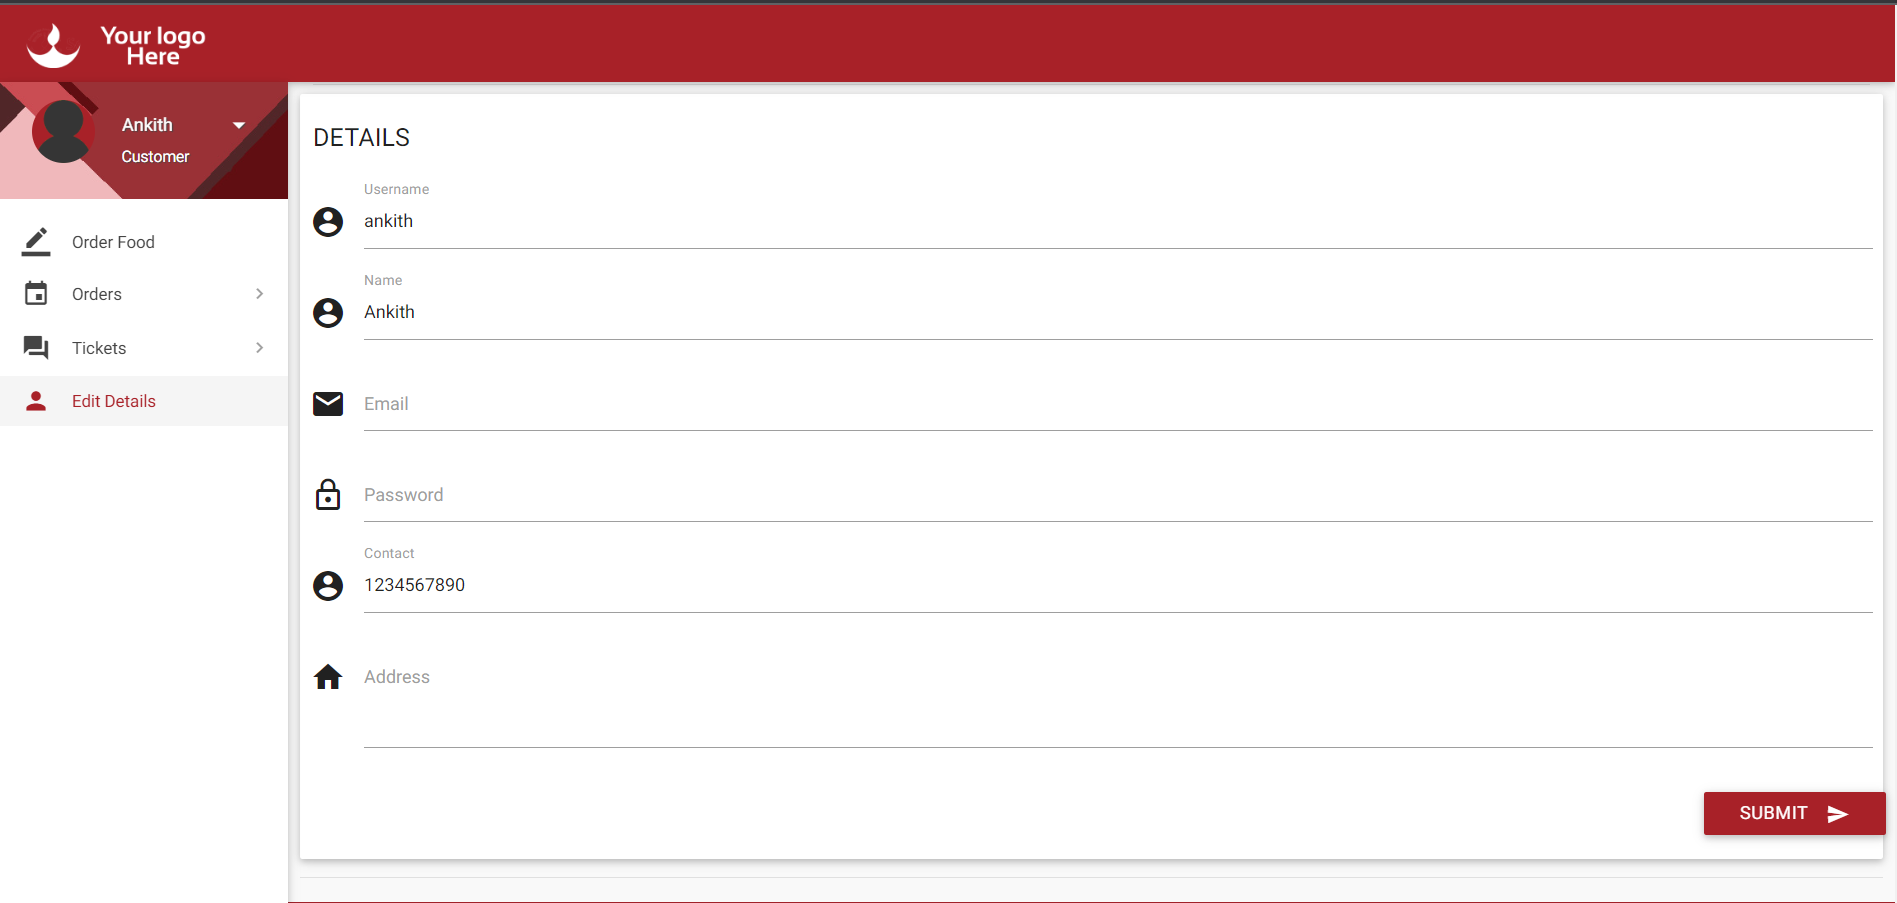 Your logo
Here
Ankith
Customer
Order Food
Orders
Tickets
Edit Details
DETAILS
Username
ankith
Name
Ankith
Email
Password
Contact
1234567890
Address
SUBMIT